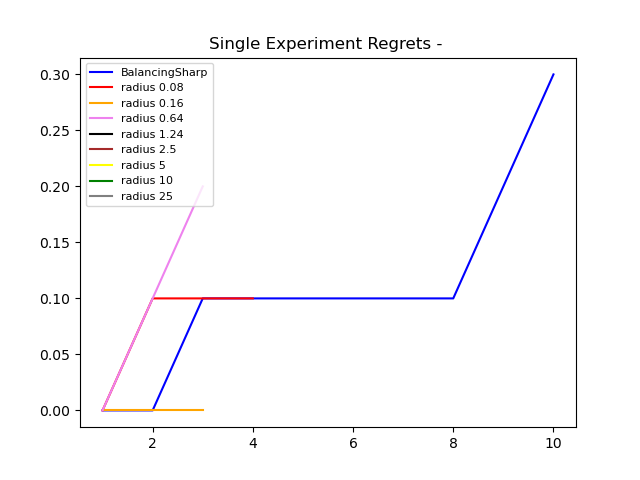 Single Experiment Regrets -
BalancingSharp
radius 0.08
radius 0.16
radius 0.64
radius 1.24
radius 2.5
radius 5
radius 10
radius 25
0.30
0.25
0.20
0.15
0.10
0.05
0.00
2 4 6 8 10